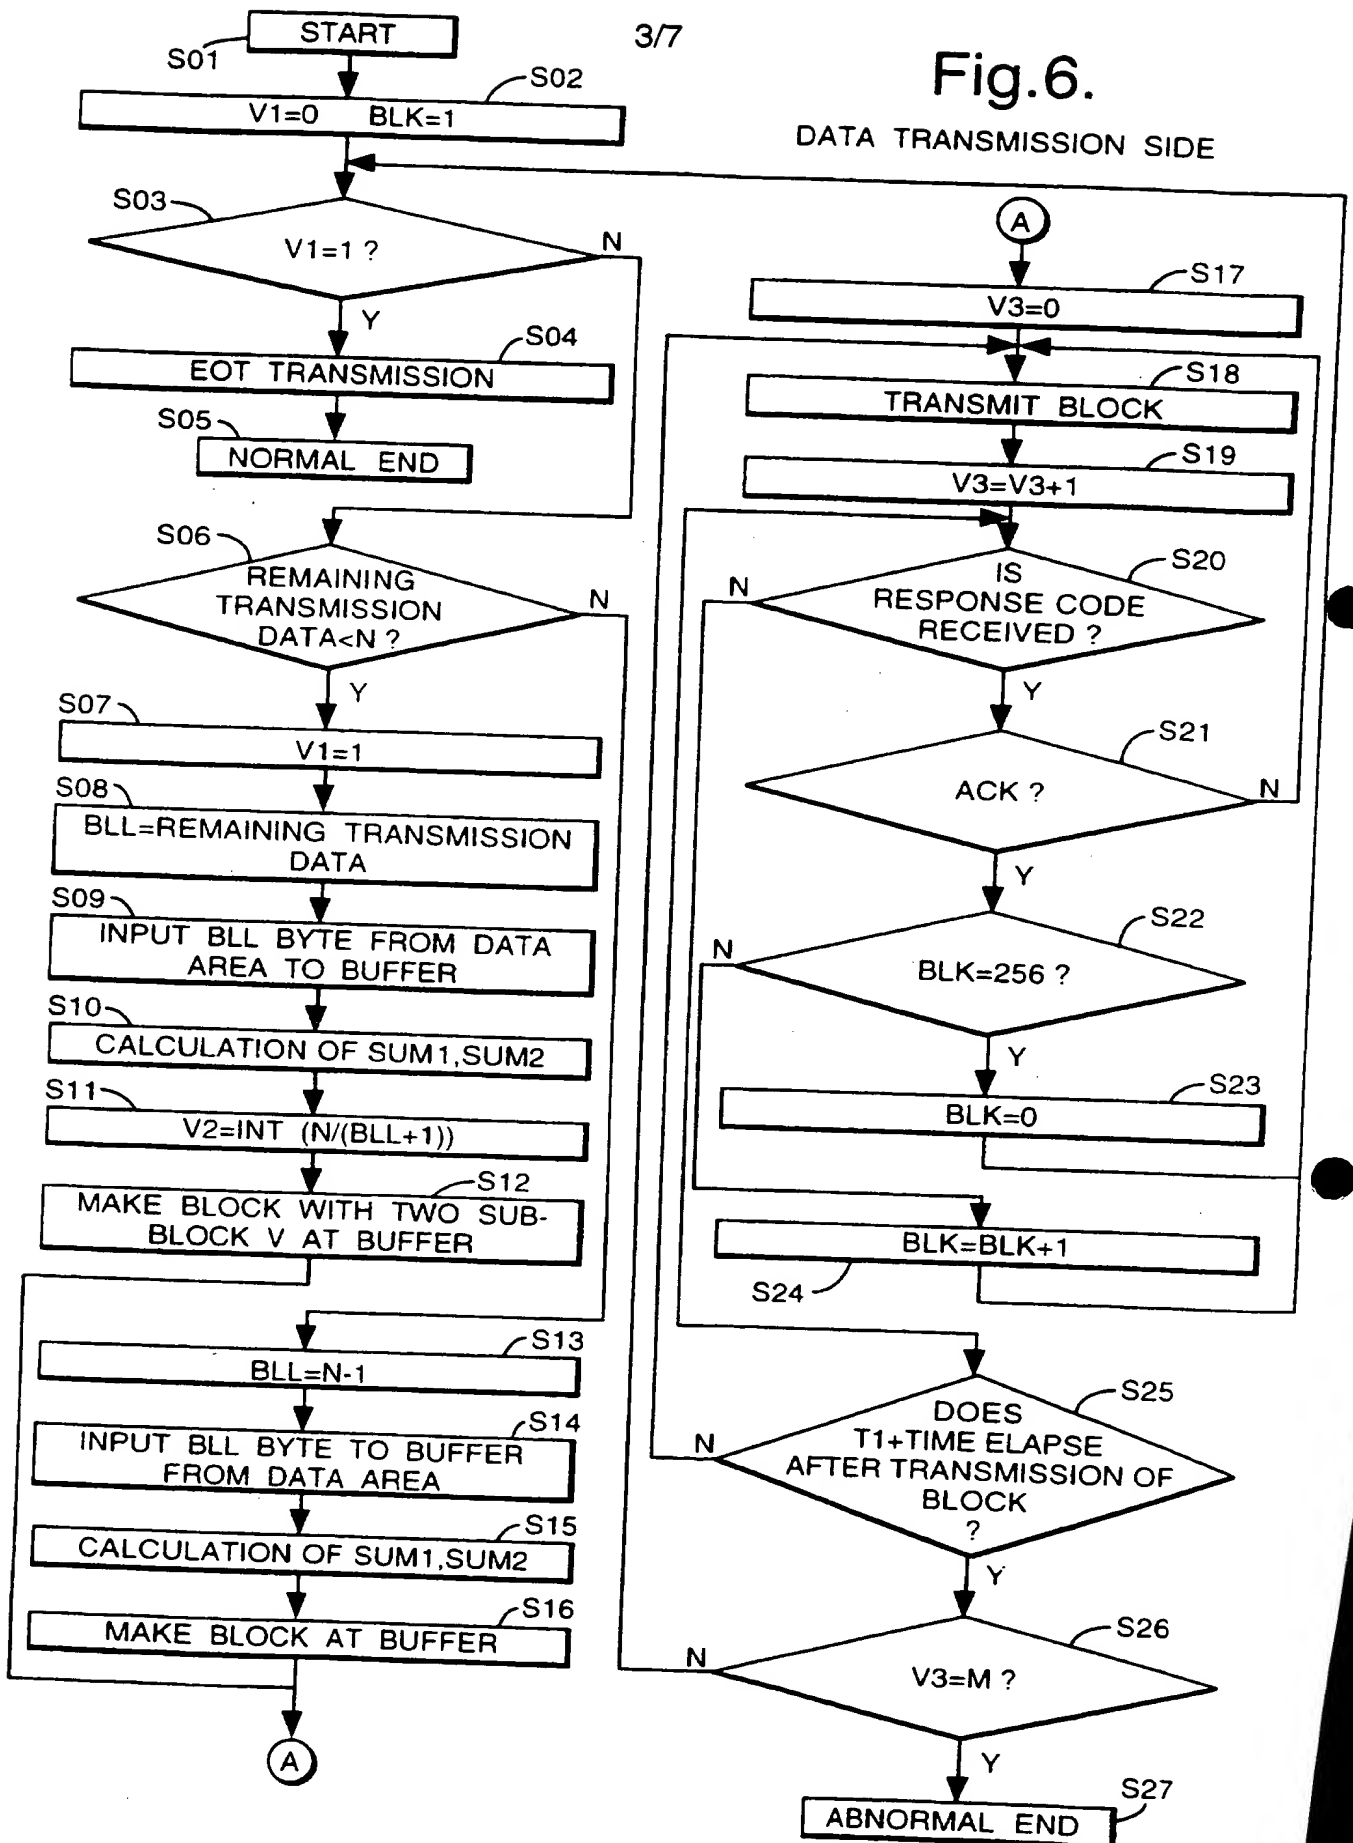 3/7
Fig.6.
DATA TRANSMISSION SIDE
START
S01
S02
V1=0 BLK=1
S03
V1=1 ?
N
Y
S04
EOT TRANSMISSION
S05
NORMAL END
S06
REMAINING
TRANSMISSION
DATA<N ?
N
Y
S07
V1=1
S08
BLL=REMAINING TRANSMISSION
DATA
S09
INPUT BLL BYTE FROM DATA
AREA TO BUFFER
S10
CALCULATION OF SUM1,SUM2
S11
V2=INT (N/(BLL+1))
S12
MAKE BLOCK WITH TWO SUB-
BLOCK V AT BUFFER
S13
BLL=N-1
S14
INPUT BLL BYTE TO BUFFER
FROM DATA AREA
S15
CALCULATION OF SUM1,SUM2
S16
MAKE BLOCK AT BUFFER
A
A
S17
V3=0
S18
TRANSMIT BLOCK
S19
V3=V3+1
S20
IS
RESPONSE CODE
RECEIVED ?
N
Y
S21
ACK ?
N
Y
S22
BLK=256 ?
N
Y
S23
BLK=0
BLK=BLK+1
S24
S25
DOES
T1+TIME ELAPSE
AFTER TRANSMISSION OF
BLOCK
?
N
Y
S26
V3=M ?
N
Y
S27
ABNORMAL END